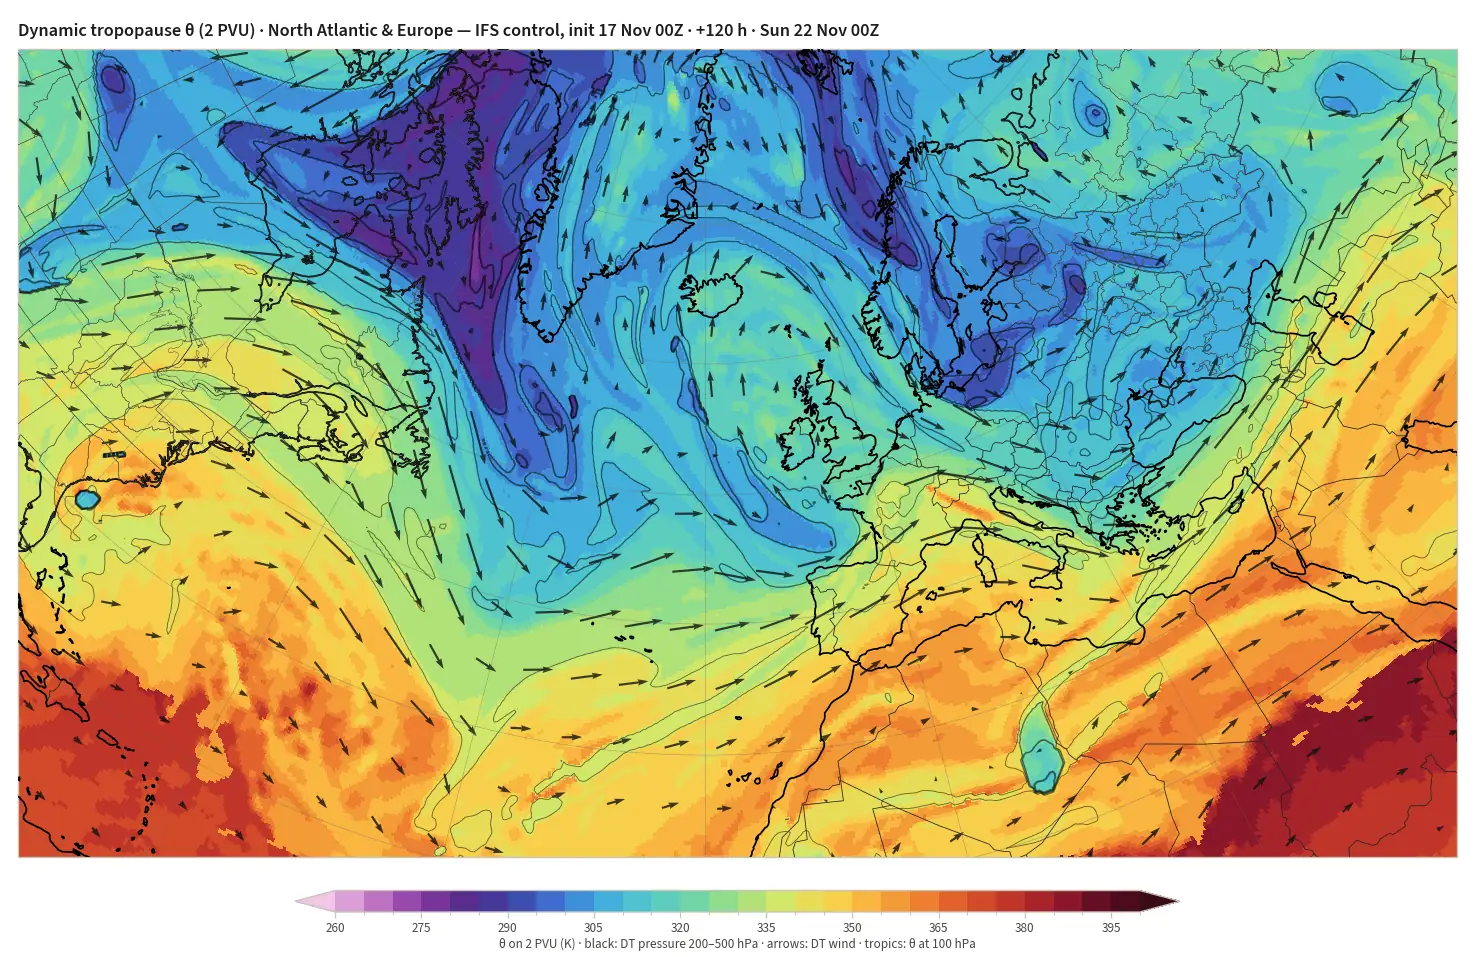 Dynamic tropopause θ (2 PVU) · North Atlantic & Europe — IFS control, init 17 Nov 00Z · +120 h · Sun 22 Nov 00Z
260 275 290 305 320 335 350 365 380 395
θ on 2 PVU (K) · black: DT pressure 200–500 hPa · arrows: DT wind · tropics: θ at 100 hPa